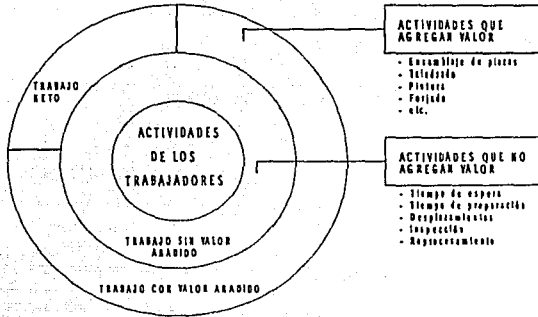 ACTIVIDADES QUE
AGREGAN VALOR
- Ensamblaje de piezas
- Taladrado
- Pintura
- Forjado
- etc.
TRABAJO
NETO
ACTIVIDADES
DE LOS
TRABAJADORES
ACTIVIDADES QUE NO
AGREGAN VALOR
- Tiempo de espera
- Tiempo de preparación
- Desplazamientos
- Inspección
- Reprocesamiento
TRABAJO SIN VALOR
AÑADIDO
TRABAJO CON VALOR AÑADIDO